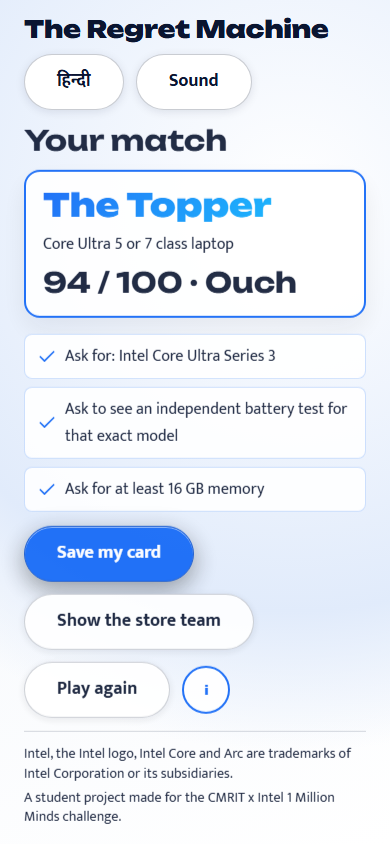 The Regret Machine
हिन्दी
Sound
Your match
The Topper
Core Ultra 5 or 7 class laptop
94 / 100 · Ouch
Ask for: Intel Core Ultra Series 3
Ask to see an independent battery test for
that exact model
Ask for at least 16 GB memory
Save my card
Show the store team
Play again
i
Intel, the Intel logo, Intel Core and Arc are trademarks of
Intel Corporation or its subsidiaries.
A student project made for the CMRIT x Intel 1 Million
Minds challenge.